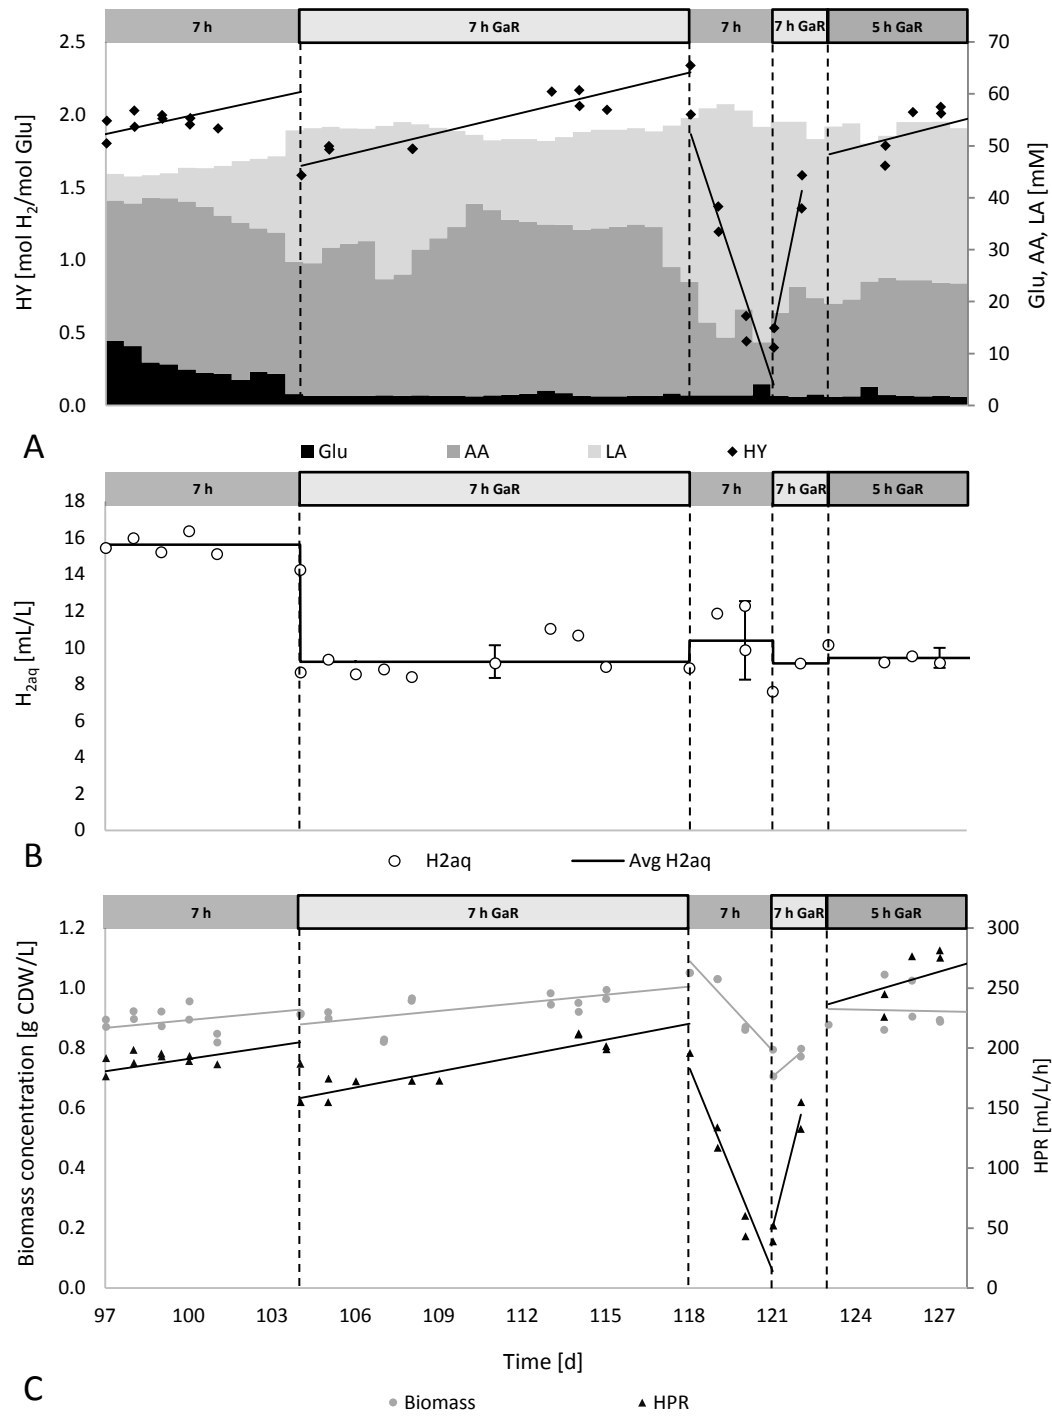 7 h 7 h GaR 7 h 7 h GaR 5 h GaR
2.5
2.0
1.5
1.0
0.5
0.0
HY [mol H₂/mol Glu]
70
60
50
40
30
20
10
0
Glu, AA, LA [mM]
A
Glu AA LA HY
7 h 7 h GaR 7 h 7 h GaR 5 h GaR
18
16
14
12
10
8
6
4
2
0
H₂aq [mL/L]
B
H2aq Avg H2aq
7 h 7 h GaR 7 h 7 h GaR 5 h GaR
1.2
1.0
0.8
0.6
0.4
0.2
0.0
Biomass concentration [g CDW/L]
300
250
200
150
100
50
0
HPR [mL/L/h]
97 100 103 106 109 112 115 118 121 124 127
Time [d]
C
Biomass HPR